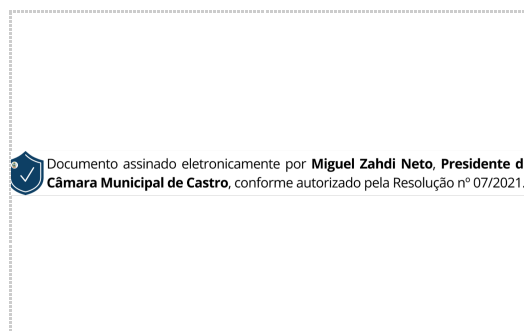 Documento assinado eletronicamente por Miguel Zahdi Neto, Presidente d
Câmara Municipal de Castro, conforme autorizado pela Resolução nº 07/2021.